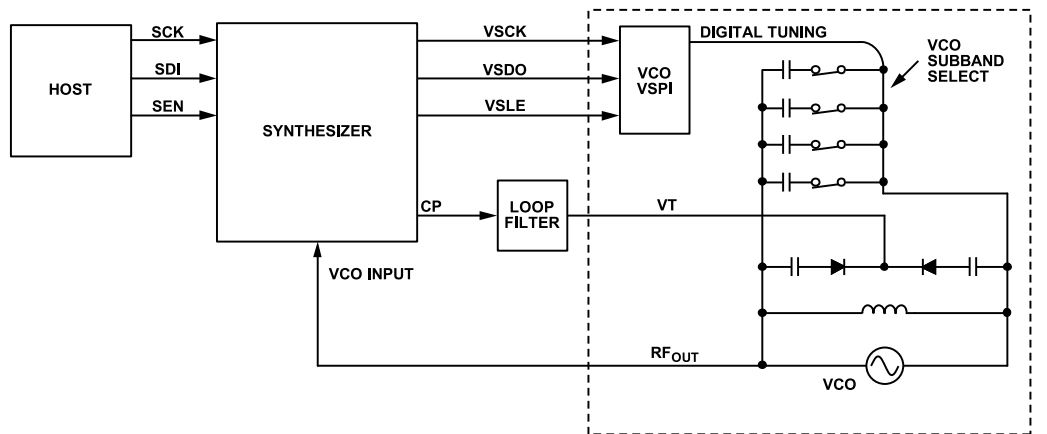 HOST
SCK
SDI
SEN
SYNTHESIZER
VSCK
VSDO
VSLE
VCO
VSPI
DIGITAL TUNING
VCO
SUBBAND
SELECT
CP
LOOP
FILTER
VT
VCO INPUT
RFOUT
VCO